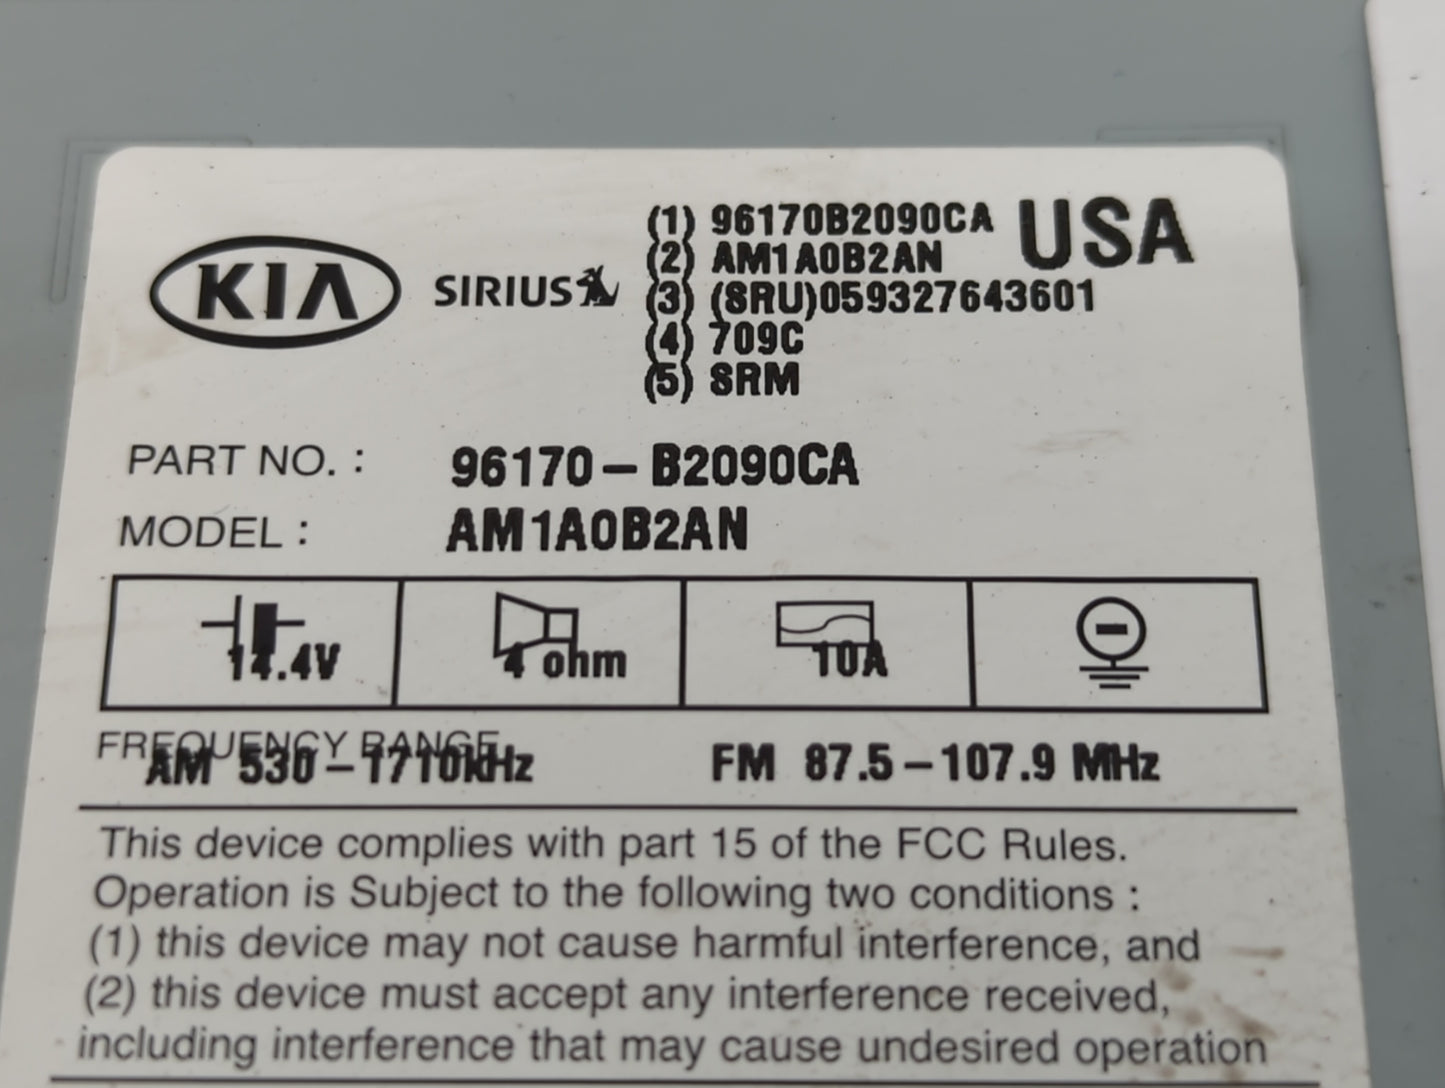 KIA SIRIUS
(1) 96170B2090CA USA
(2) AM1A0B2AN
(3) (SRU)059327643601
(4) 709C
(5) SRM
PART NO. : 96170-B2090CA
MODEL : AM1A0B2AN
14.4V 4 ohm 10A
FREQUENCY RANGE
AM 530-1710kHz FM 87.5-107.9 MHz
This device complies with part 15 of the FCC Rules.
Operation is Subject to the following two conditions :
(1) this device may not cause harmful interference, and
(2) this device must accept any interference received,
including interference that may cause undesired operation